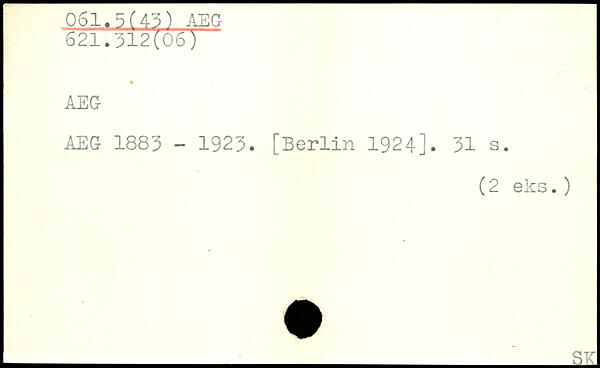 061.5(43) AEG
621.312(06)
AEG
AEG 1883 - 1923. [Berlin 1924]. 31 s.
(2 eks.)
SK